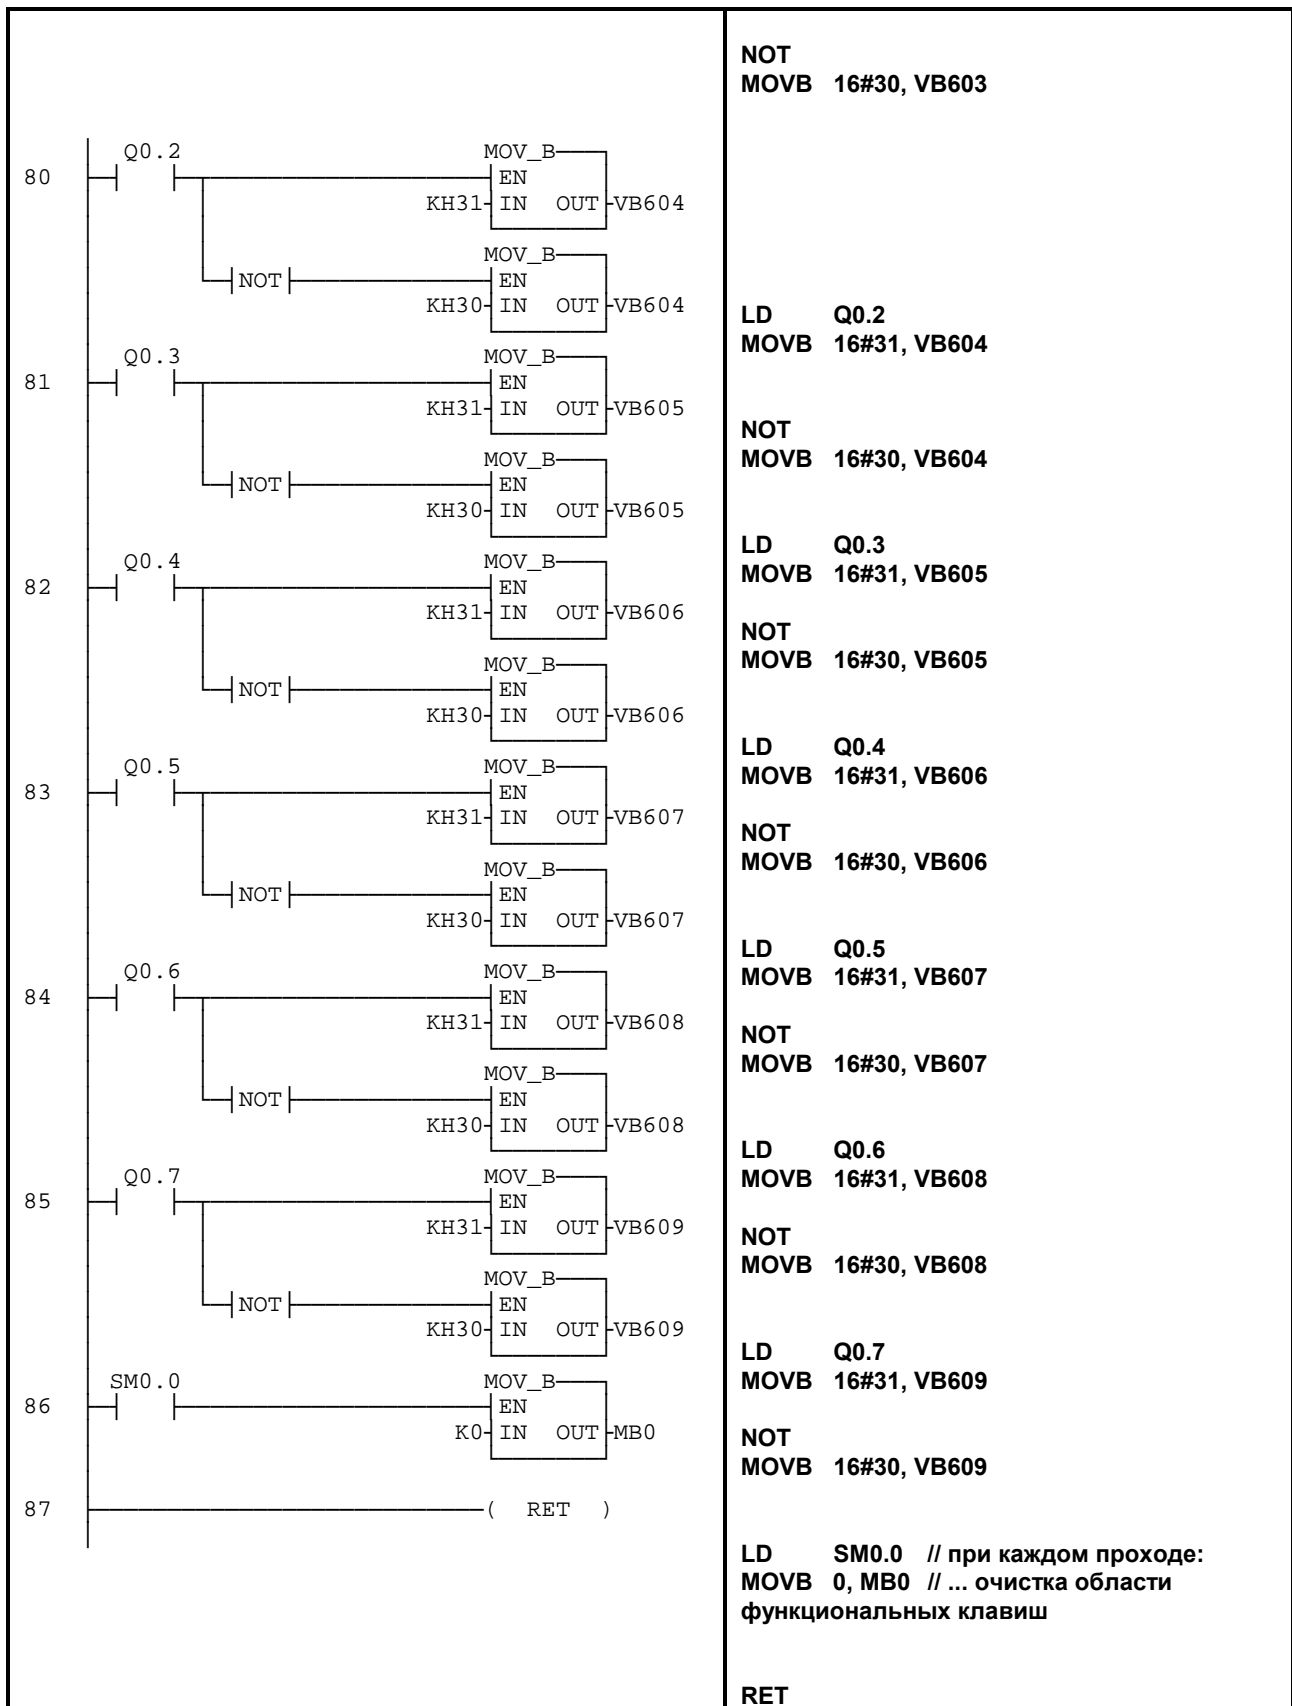 Q0.2 MOV_B
80 EN
KH31 IN OUT VB604
MOV_B
NOT EN
KH30 IN OUT VB604
Q0.3 MOV_B
81 EN
KH31 IN OUT VB605
MOV_B
NOT EN
KH30 IN OUT VB605
Q0.4 MOV_B
82 EN
KH31 IN OUT VB606
MOV_B
NOT EN
KH30 IN OUT VB606
Q0.5 MOV_B
83 EN
KH31 IN OUT VB607
MOV_B
NOT EN
KH30 IN OUT VB607
Q0.6 MOV_B
84 EN
KH31 IN OUT VB608
MOV_B
NOT EN
KH30 IN OUT VB608
Q0.7 MOV_B
85 EN
KH31 IN OUT VB609
MOV_B
NOT EN
KH30 IN OUT VB609
SM0.0 MOV_B
86 EN
K0 IN OUT MB0
87 ( RET )
NOT
MOVB 16#30, VB603
LD Q0.2
MOVB 16#31, VB604
NOT
MOVB 16#30, VB604
LD Q0.3
MOVB 16#31, VB605
NOT
MOVB 16#30, VB605
LD Q0.4
MOVB 16#31, VB606
NOT
MOVB 16#30, VB606
LD Q0.5
MOVB 16#31, VB607
NOT
MOVB 16#30, VB607
LD Q0.6
MOVB 16#31, VB608
NOT
MOVB 16#30, VB608
LD Q0.7
MOVB 16#31, VB609
NOT
MOVB 16#30, VB609
LD SM0.0 // при каждом проходе:
MOVB 0, MB0 // ... очистка области
функциональных клавиш
RET